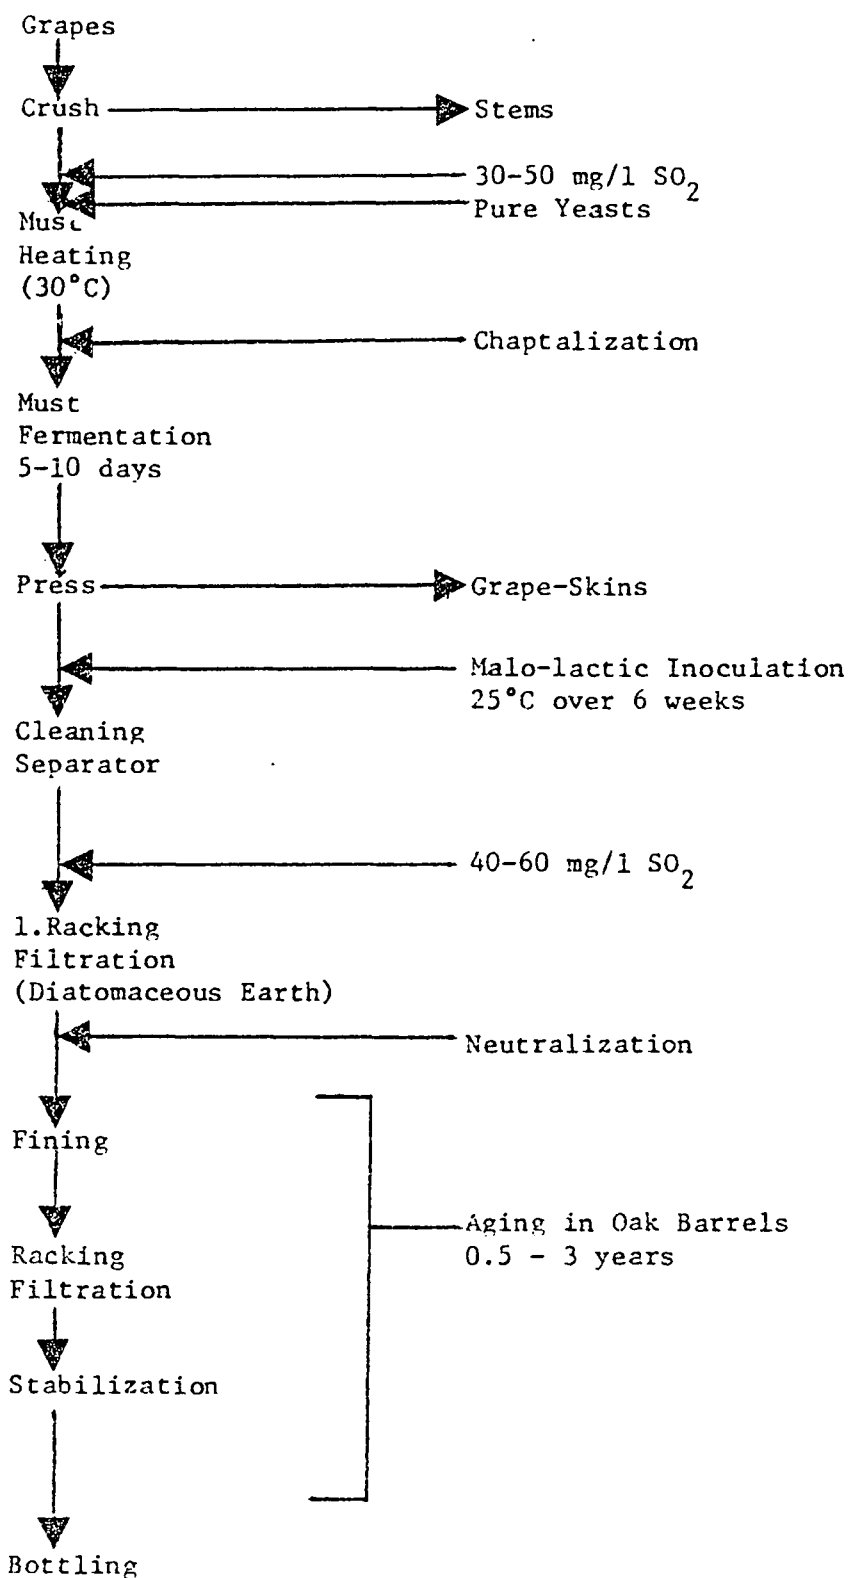 Grapes
Crush
Stems
30-50 mg/l SO2
Pure Yeasts
Must
Heating
(30°C)
Chaptalization
Must
Fermentation
5-10 days
Press
Grape-Skins
Malo-lactic Inoculation
25°C over 6 weeks
Cleaning
Separator
40-60 mg/l SO2
1.Racking
Filtration
(Diatomaceous Earth)
Neutralization
Fining
Aging in Oak Barrels
0.5 - 3 years
Racking
Filtration
Stabilization
Bottling